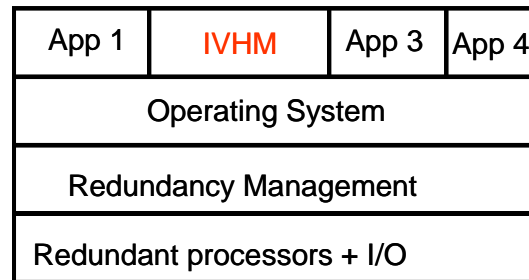 App 1 IVHM App 3 App 4
Operating System
Redundancy Management
Redundant processors + I/O